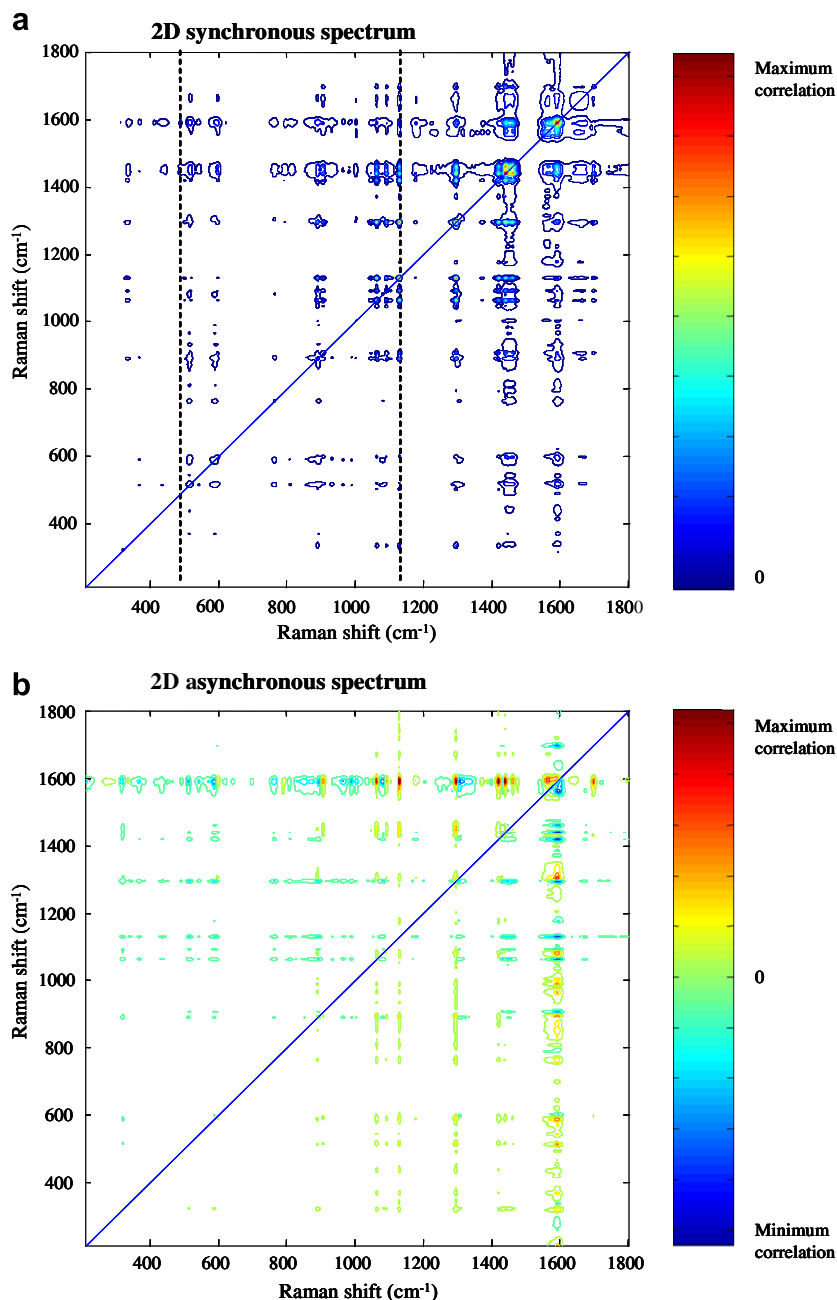 a
2D synchronous spectrum
1800
1600
1400
1200
1000
800
600
400
Raman shift (cm-1)
400 600 800 1000 1200 1400 1600 1800
Raman shift (cm-1)
Maximum
correlation
0
b
2D asynchronous spectrum
1800
1600
1400
1200
1000
800
600
400
Raman shift (cm-1)
400 600 800 1000 1200 1400 1600 1800
Raman shift (cm-1)
Maximum
correlation
0
Minimum
correlation